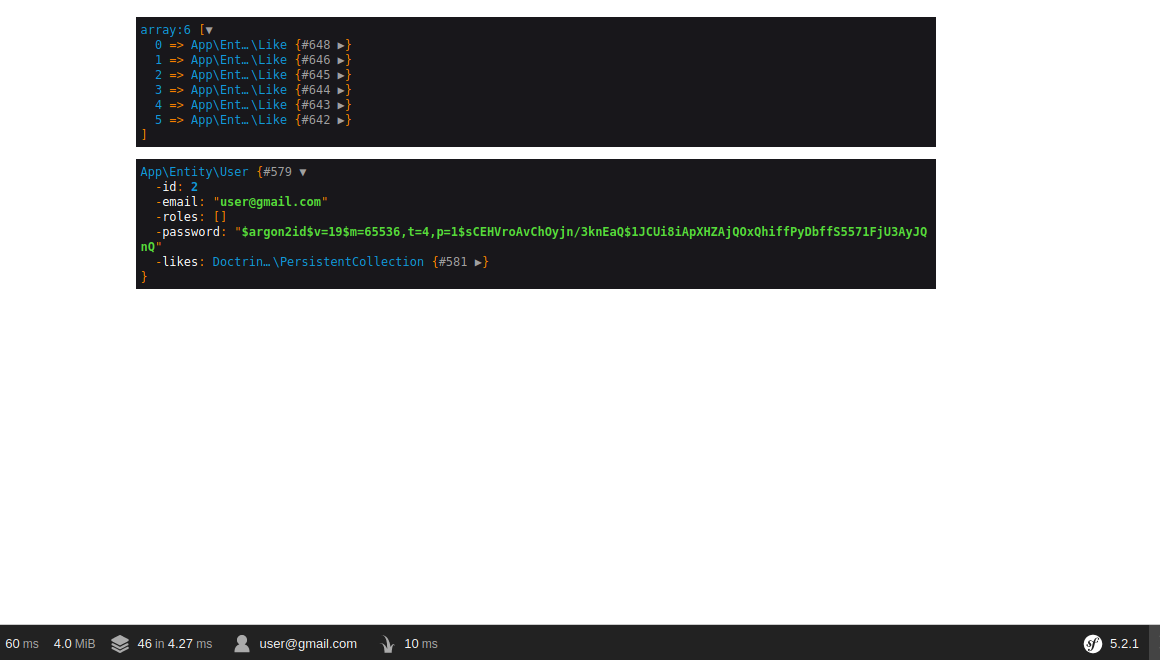 array:6 [▼
  0 => App\Ent…\Like {#648 ▶}
  1 => App\Ent…\Like {#646 ▶}
  2 => App\Ent…\Like {#645 ▶}
  3 => App\Ent…\Like {#644 ▶}
  4 => App\Ent…\Like {#643 ▶}
  5 => App\Ent…\Like {#642 ▶}
]
App\Entity\User {#579 ▼
  -id: 2
  -email: "user@gmail.com"
  -roles: []
  -password: "$argon2id$v=19$m=65536,t=4,p=1$sCEHVroAvChOyjn/3knEaQ$1JCUi8iApXHZAjQOxQhiffPyDbffS5571FjU3AyJQ
nQ"
  -likes: Doctrin…\PersistentCollection {#581 ▶}
}
60 ms 4.0 MiB 46 in 4.27 ms user@gmail.com 10 ms sf 5.2.1